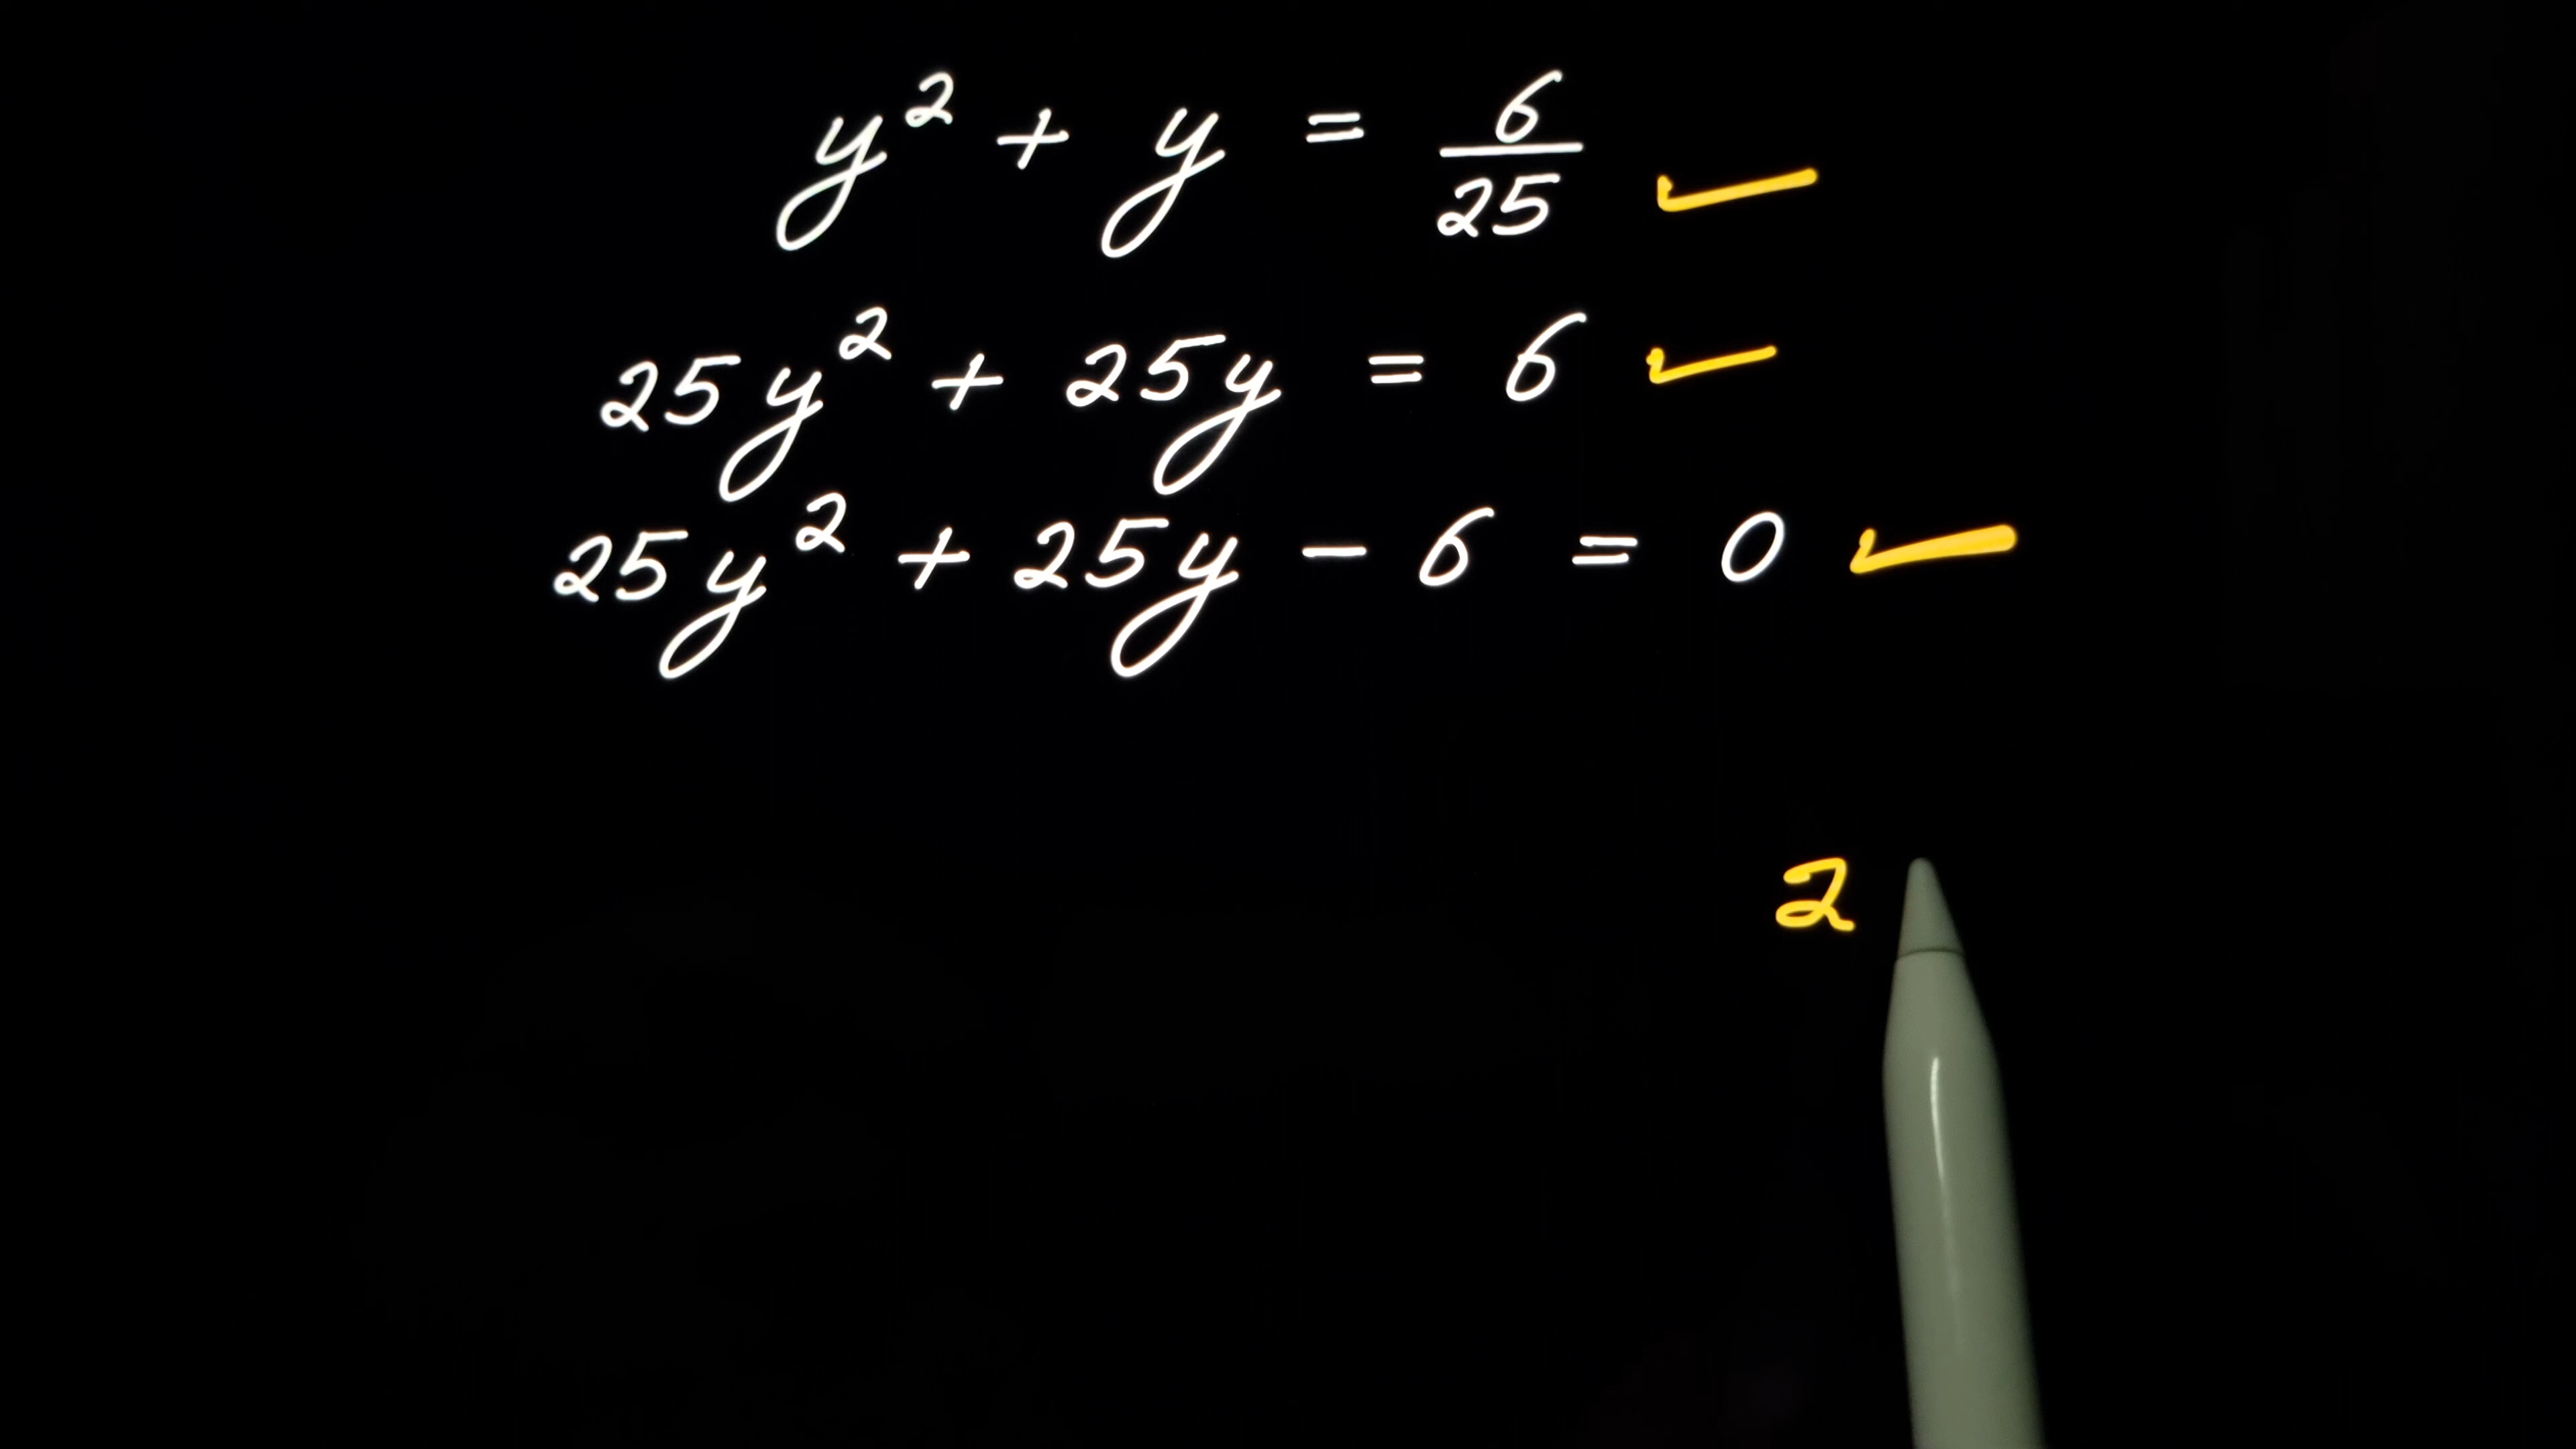 y² + y = 6/25 ✓
25y² + 25y = 6 ✓
25y² + 25y - 6 = 0 ✓
2